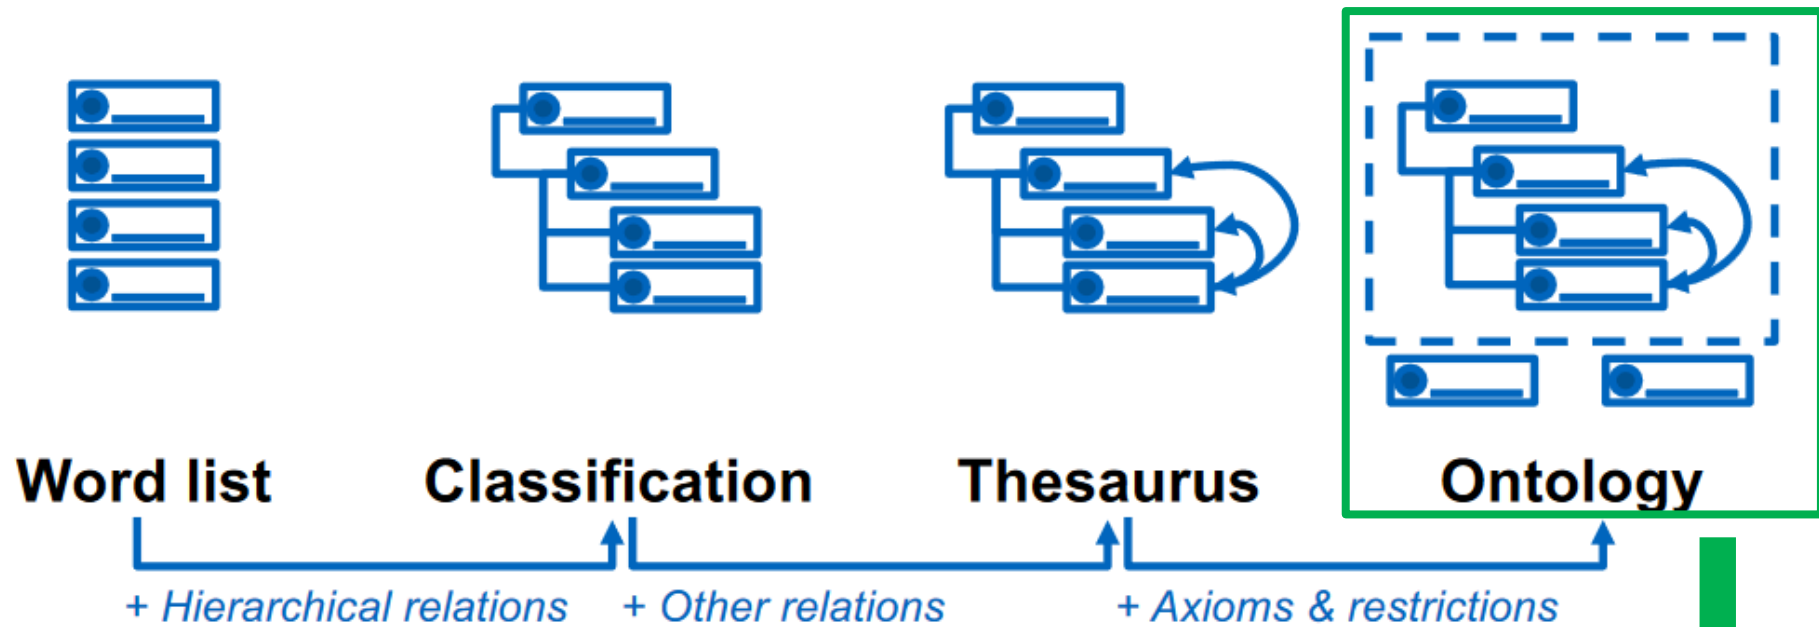 Word list
Classification
Thesaurus
Ontology
+ Hierarchical relations
+ Other relations
+ Axioms & restrictions